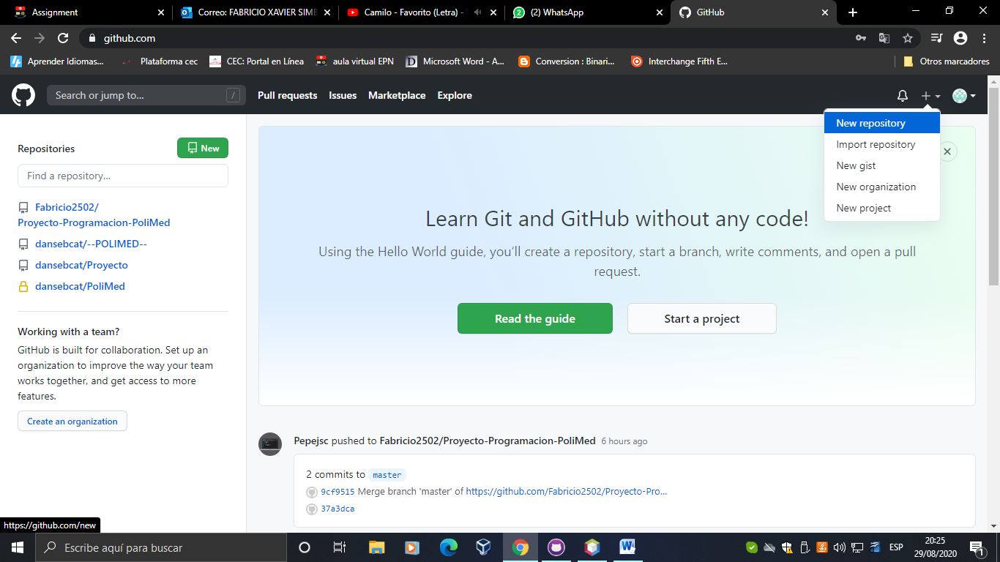 Assignment
Correo: FABRICIO XAVIER SIMB
Camilo - Favorito (Letra) -
(2) WhatsApp
GitHub
github.com
Aprender Idiomas...
Plataforma cec
CEC: Portal en Línea
aula virtual EPN
Microsoft Word - A...
Conversion : Binari...
Interchange Fifth E...
Otros marcadores
Search or jump to...
/
Pull requests
Issues
Marketplace
Explore
New repository
Import repository
New gist
New organization
New project
Repositories
New
Find a repository...
Fabricio2502/
Proyecto-Programacion-PoliMed
dansebcat/--POLIMED--
dansebcat/Proyecto
dansebcat/PoliMed
Working with a team?
GitHub is built for collaboration. Set up an
organization to improve the way your team
works together, and get access to more
features.
Create an organization
Learn Git and GitHub without any code!
Using the Hello World guide, you’ll create a repository, start a branch, write comments, and open a pull
request.
Read the guide
Start a project
Pepejsc pushed to Fabricio2502/Proyecto-Programacion-PoliMed 6 hours ago
2 commits to master
9cf9515 Merge branch 'master' of https://github.com/Fabricio2502/Proyecto-Pro...
37a3dca
https://github.com/new
Escribe aquí para buscar
ESP
20:25
29/08/2020
1